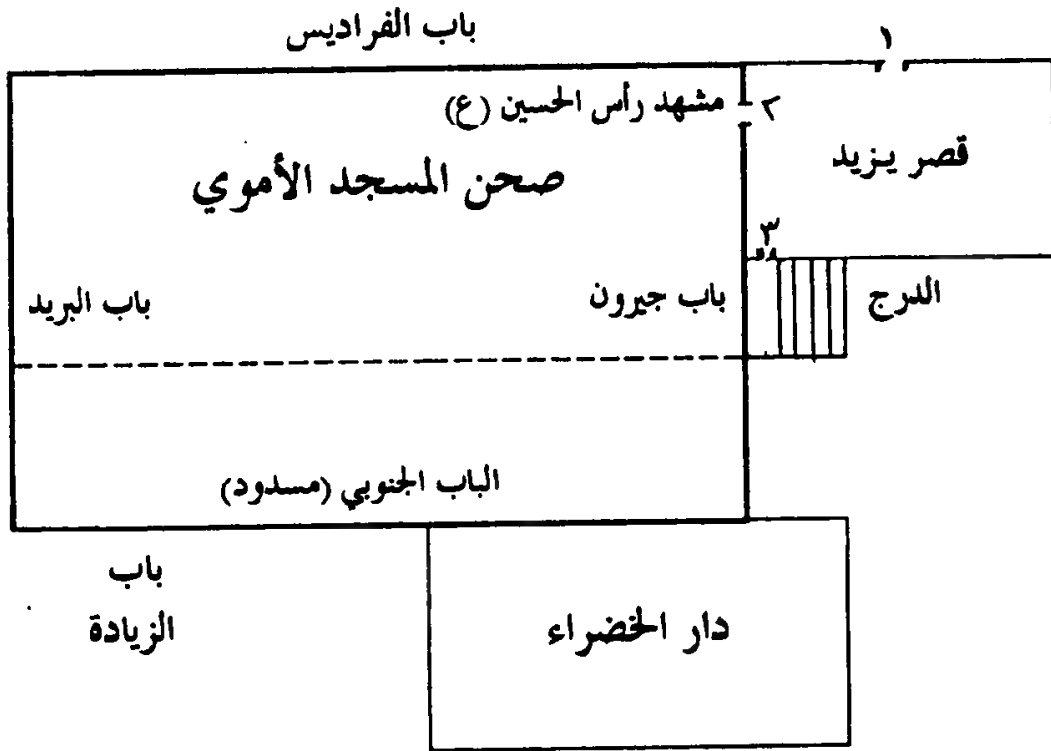 باب الفراديس
١
مشهد رأس الحسين (ع)
٢
قصر يزيد
صحن المسجد الأموي
٣
باب البريد
باب جيرون
الدرج
الباب الجنوبي (مسدود)
باب
الزيادة
دار الخضراء